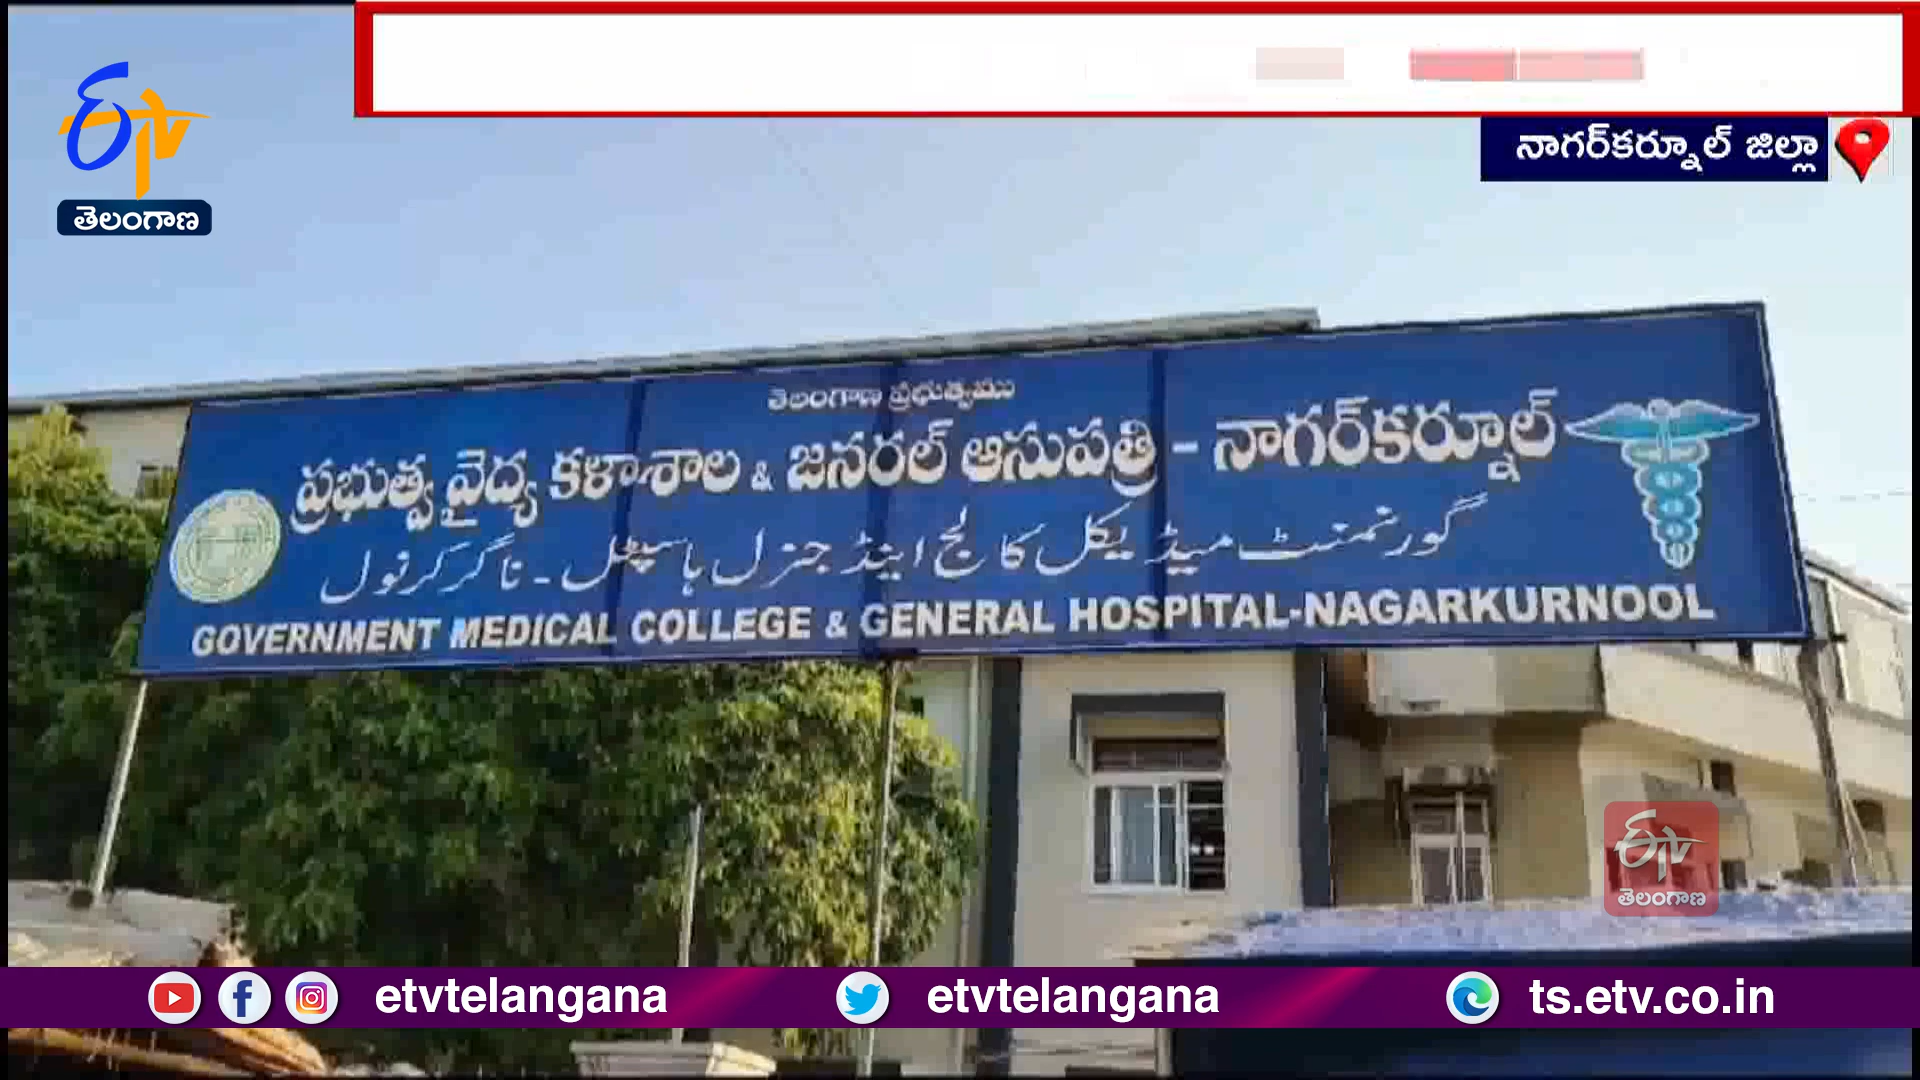 ETV
తెలంగాణ
నాగర్‌కర్నూల్ జిల్లా
తెలంగాణ ప్రభుత్వము
ప్రభుత్వ వైద్య కళాశాల & జనరల్ ఆసుపత్రి - నాగర్‌కర్నూల్
گورنمنٹ میڈیکل کالج اینڈ جنرل ہاسپٹل - ناگرکرنول
GOVERNMENT MEDICAL COLLEGE & GENERAL HOSPITAL-NAGARKURNOOL
ETV
తెలంగాణ
etvtelangana etvtelangana ts.etv.co.in